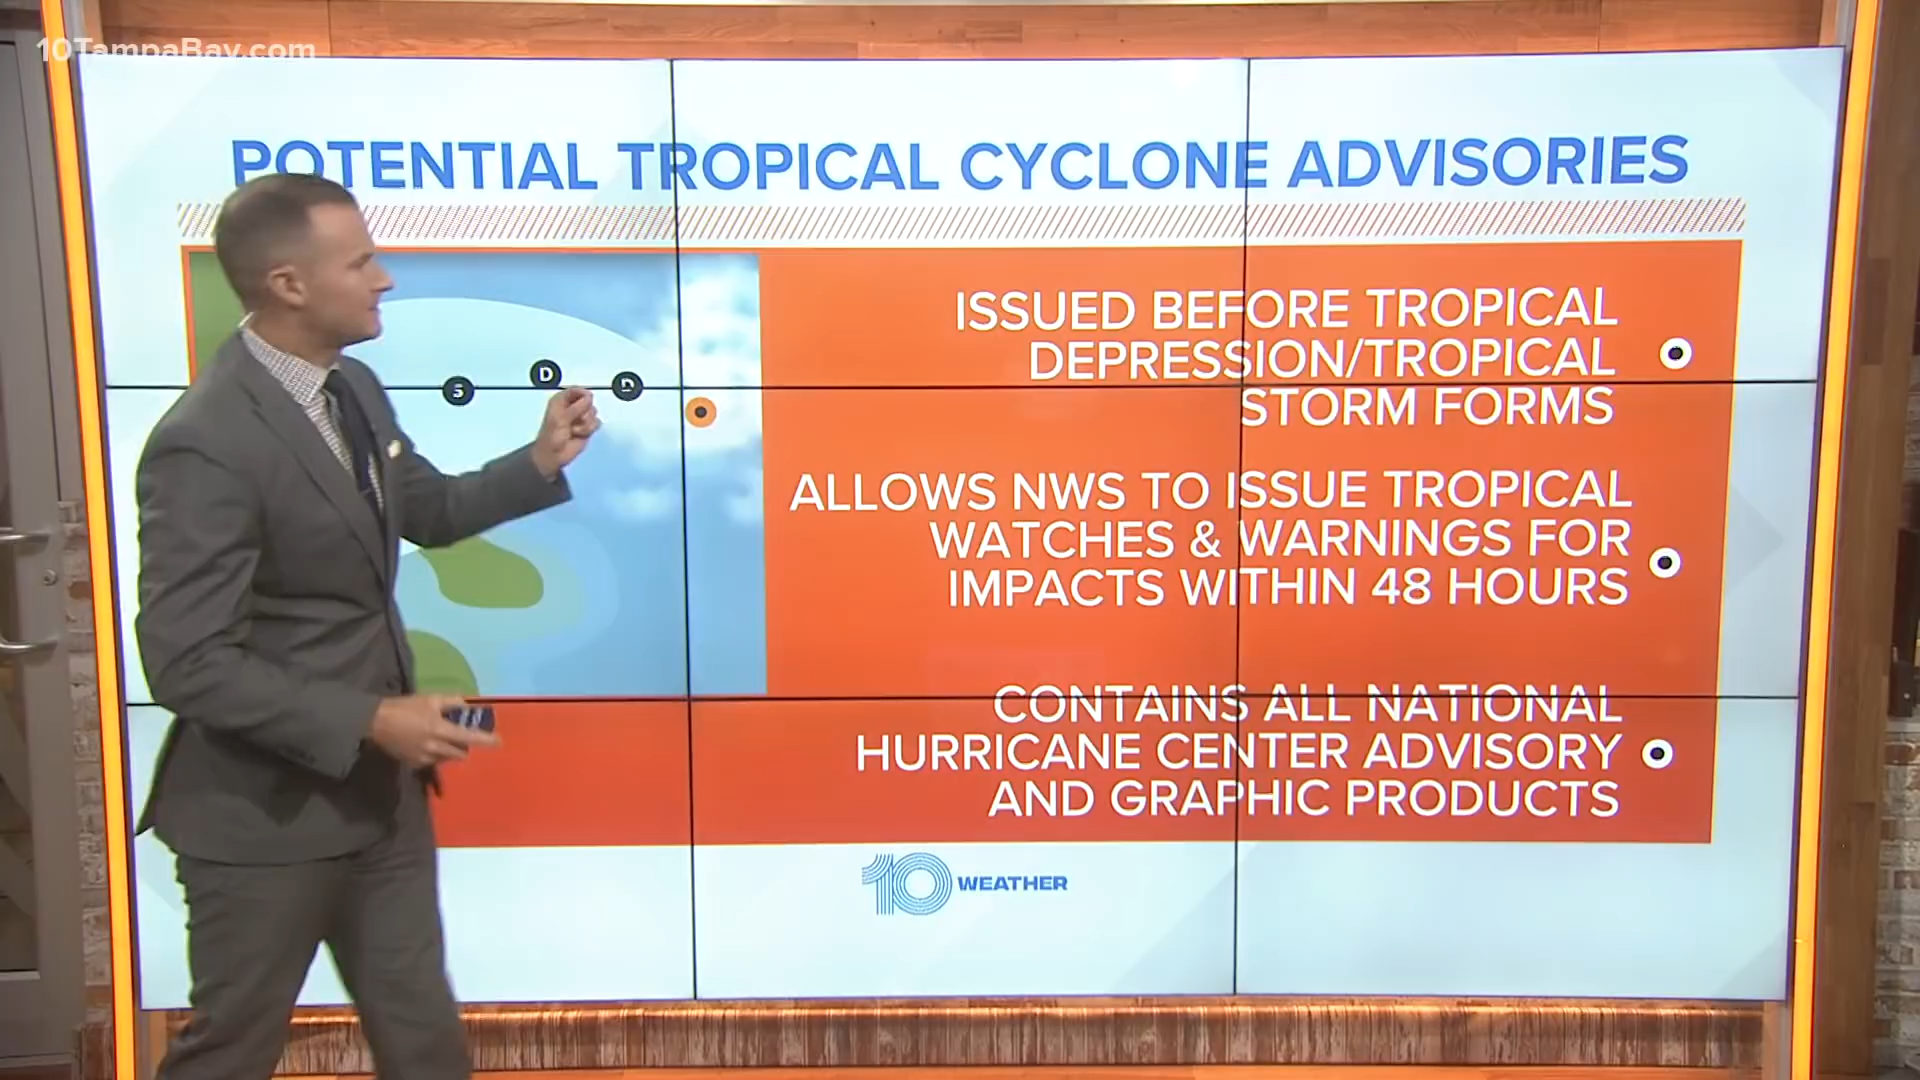 10TampaBay.com
POTENTIAL TROPICAL CYCLONE ADVISORIES
ISSUED BEFORE TROPICAL
DEPRESSION/TROPICAL
STORM FORMS
S D D
ALLOWS NWS TO ISSUE TROPICAL
WATCHES & WARNINGS FOR
IMPACTS WITHIN 48 HOURS
CONTAINS ALL NATIONAL
HURRICANE CENTER ADVISORY
AND GRAPHIC PRODUCTS
10 WEATHER